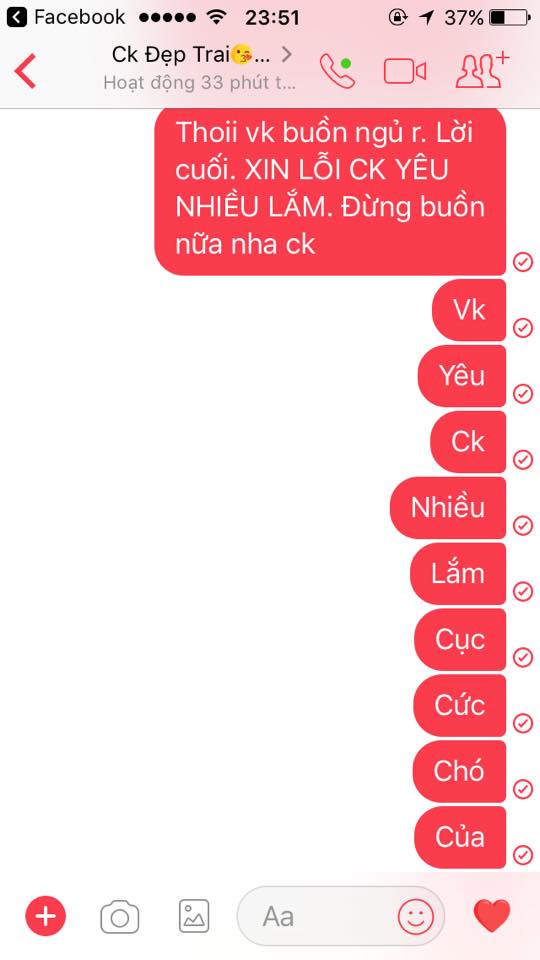 Facebook 23:51 37%
Ck Đẹp Trai😘... >
Hoạt động 33 phút t...
Thoii vk buồn ngủ r. Lời
cuối. XIN LỖI CK YÊU
NHIỀU LẮM. Đừng buồn
nữa nha ck
Vk
Yêu
Ck
Nhiều
Lắm
Cục
Cức
Chó
Của
Aa